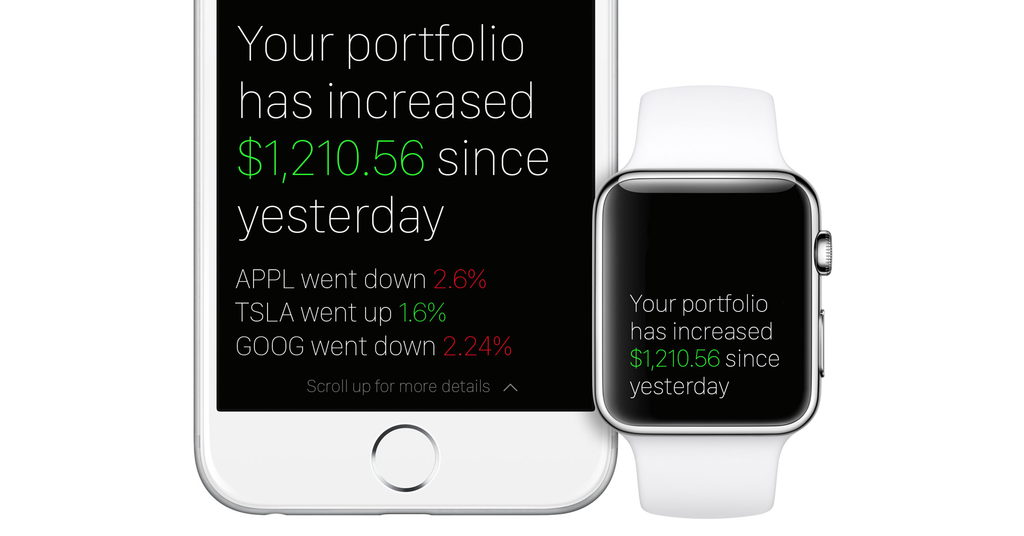 Your portfolio
has increased
$1,210.56 since
yesterday
APPL went down 2.6%
TSLA went up 1.6%
GOOG went down 2.24%
Scroll up for more details
Your portfolio
has increased
$1,210.56 since
yesterday